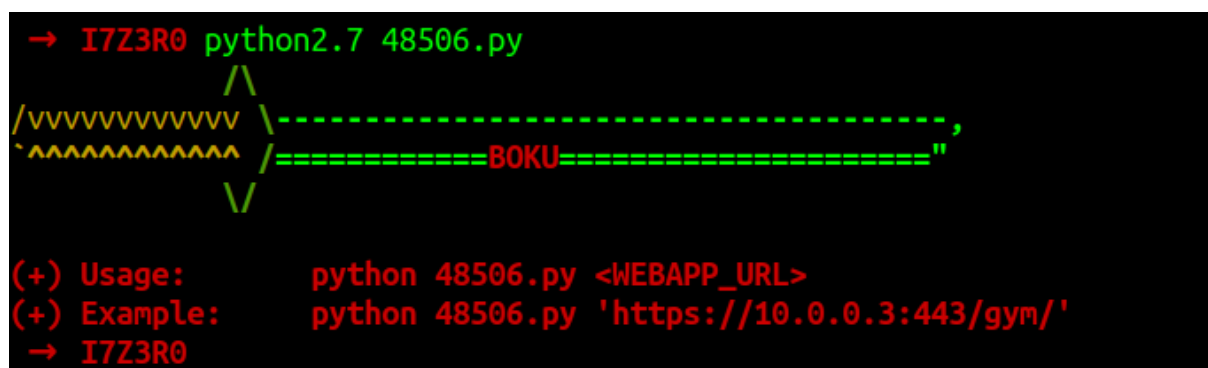 → I7Z3R0 python2.7 48506.py
/\
/vvvvvvvvvvvv \--------------------------------------,
`^^^^^^^^^^^^ /============BOKU====================="
\/
(+) Usage: python 48506.py <WEBAPP_URL>
(+) Example: python 48506.py 'https://10.0.0.3:443/gym/'
→ I7Z3R0